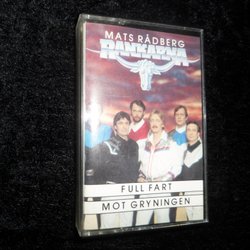 MATS RÅDBERG
RANKARNA
FULL FART
MOT GRYNINGEN